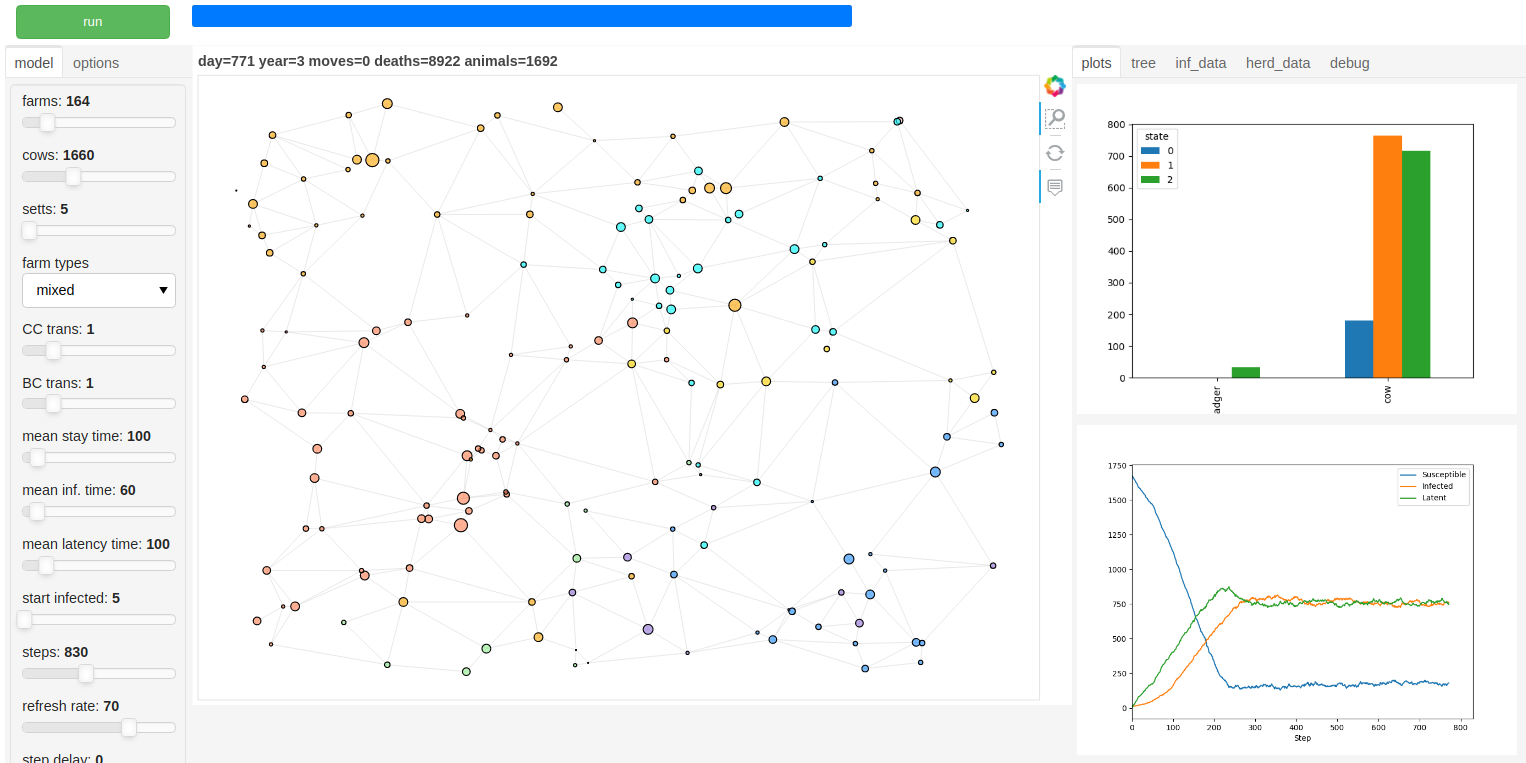 run
model options
farms: 164
cows: 1660
setts: 5
farm types
mixed
CC trans: 1
BC trans: 1
mean stay time: 100
mean inf. time: 60
mean latency time: 100
start infected: 5
steps: 830
refresh rate: 70
step delay: 0
day=771 year=3 moves=0 deaths=8922 animals=1692
plots tree inf_data herd_data debug
800
700
600
500
400
300
200
100
0
state
0
1
2
adger
cow
1750
1500
1250
1000
750
500
250
0
Susceptible
Infected
Latent
0 100 200 300 400 500 600 700 800
Step